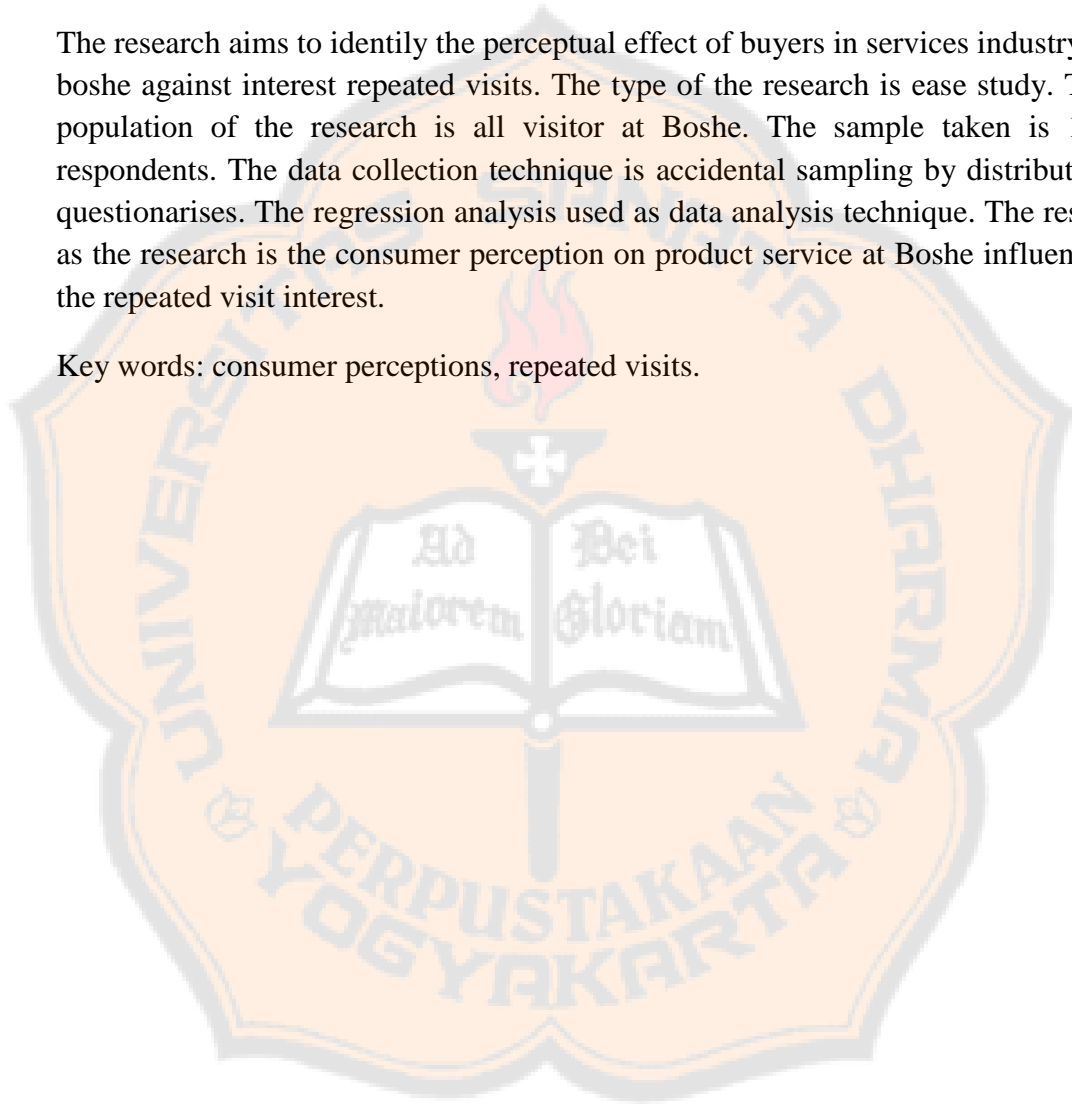 The research aims to identily the perceptual effect of buyers in services industry
boshe against interest repeated visits. The type of the research is ease study.
population of the research is all visitor at Boshe. The sample taken is
respondents. The data collection technique is accidental sampling by
questionarises. The regression analysis used as data analysis technique. The
as the research is the consumer perception on product service at Boshe
the repeated visit interest.
Key words: consumer perceptions, repeated visits.
UNIVERSITAS SANATA DHARMA
Ad Dei
Maiorem Gloriam
PERPUSTAKAAN
YOGYAKARTA